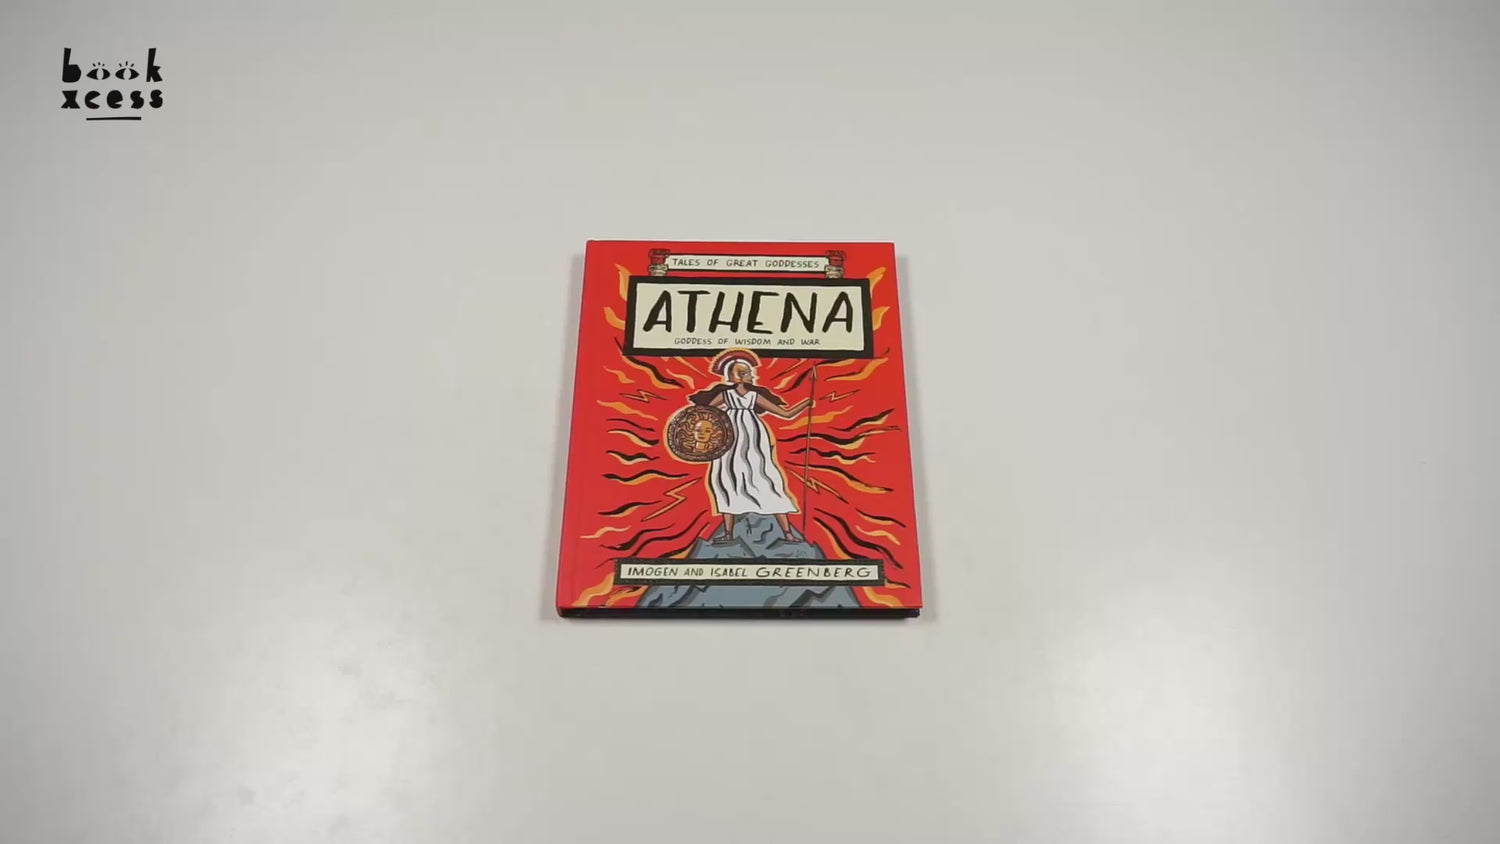 book
xcess
TALES OF GREAT GODDESSES
ATHENA
GODDESS OF WISDOM AND WAR
IMOGEN AND ISABEL GREENBERG